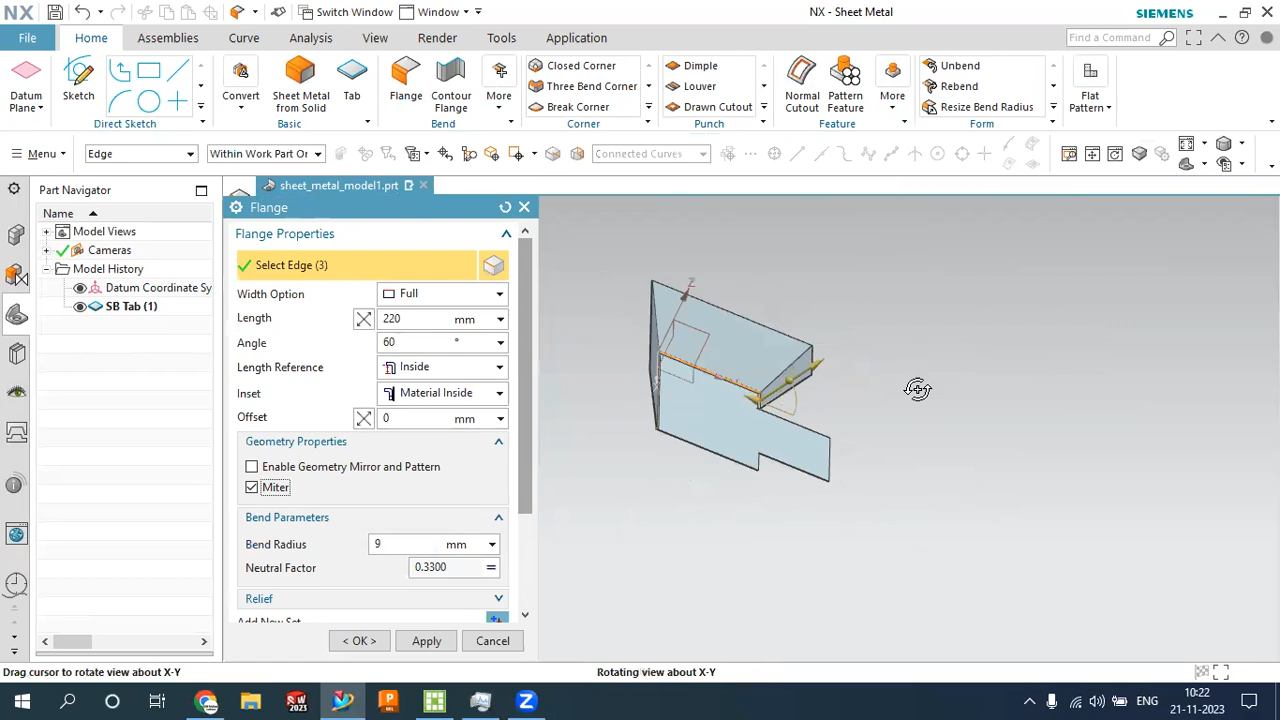 NX Switch Window Window NX - Sheet Metal SIEMENS
File Home Assemblies Curve Analysis View Render Tools Application Find a Command
Datum Plane Sketch Direct Sketch
Convert Sheet Metal from Solid Tab Basic
Flange Contour Flange More Bend
Closed Corner
Three Bend Corner
Break Corner
Corner
Dimple
Louver
Drawn Cutout
Punch
Normal Cutout Pattern Feature More Feature
Unbend
Rebend
Resize Bend Radius
Form
Flat Pattern
Menu Edge Within Work Part On Connected Curves
Part Navigator
sheet_metal_model1.prt
Name
Model Views
Cameras
Model History
Datum Coordinate Sy
SB Tab (1)
Flange
Flange Properties
Select Edge (3)
Width Option Full
Length 220 mm
Angle 60 °
Length Reference Inside
Inset Material Inside
Offset 0 mm
Geometry Properties
Enable Geometry Mirror and Pattern
Miter
Bend Parameters
Bend Radius 9 mm
Neutral Factor 0.3300 =
Relief
Add New Set
< OK > Apply Cancel
Z
Drag cursor to rotate view about X-Y Rotating view about X-Y
SW 2023 ENG 10:22
21-11-2023